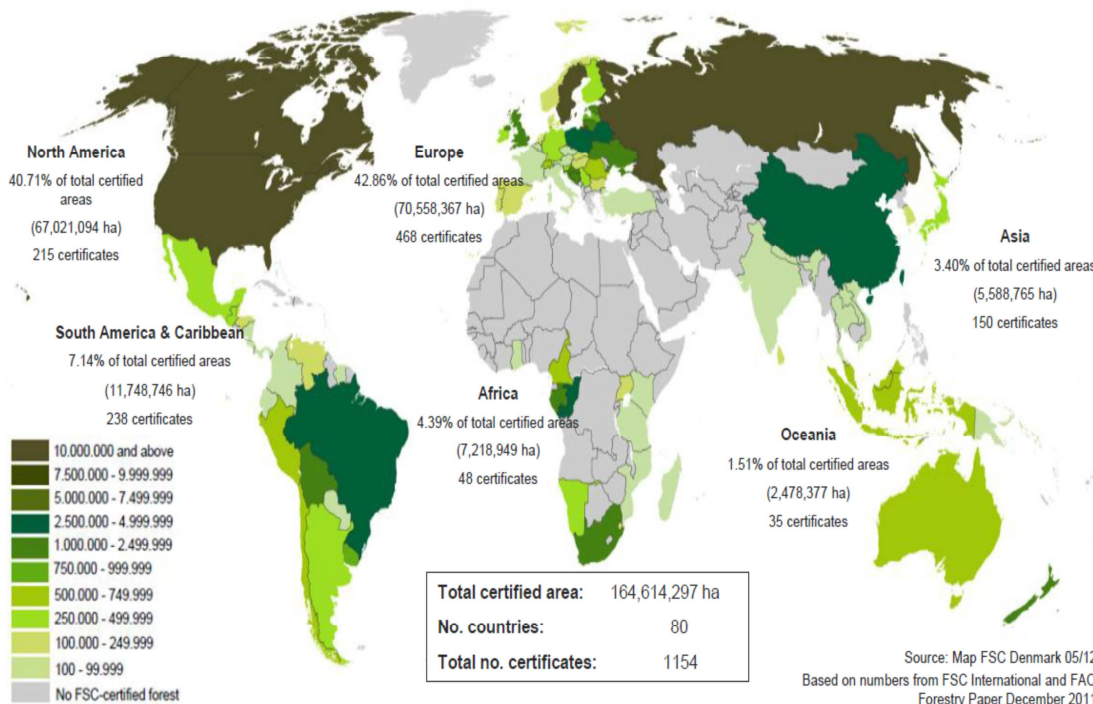 North America
40.71% of total certified
areas
(67,021,094 ha)
215 certificates
Europe
42.86% of total certified areas
(70,558,367 ha)
468 certificates
Asia
3.40% of total certified areas
(5,588,765 ha)
150 certificates
South America & Caribbean
7.14% of total certified areas
(11,748,746 ha)
238 certificates
Africa
4.39% of total certified areas
(7,218,949 ha)
48 certificates
Oceania
1.51% of total certified areas
(2,478,377 ha)
35 certificates
10.000.000 and above
7.500.000 - 9.999.999
5.000.000 - 7.499.999
2.500.000 - 4.999.999
1.000.000 - 2.499.999
750.000 - 999.999
500.000 - 749.999
250.000 - 499.999
100.000 - 249.999
100 - 99.999
No FSC-certified forest
Total certified area: 164,614,297 ha
No. countries: 80
Total no. certificates: 1154
Source: Map FSC Denmark 05/12
Based on numbers from FSC International and FAO
Forestry Paper December 2011